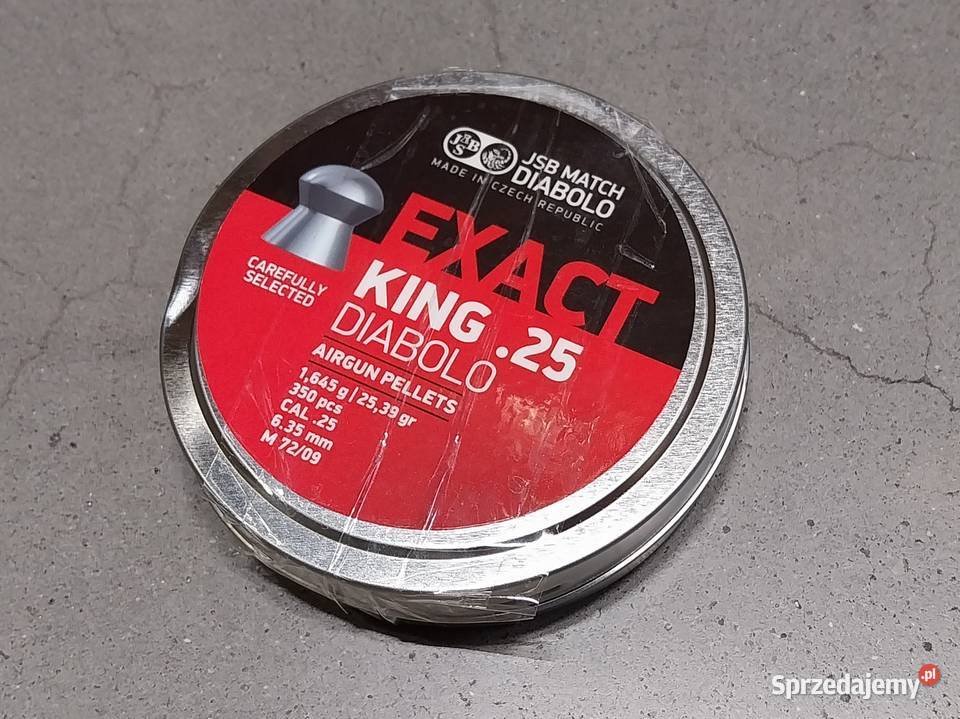 JSB
JSB MATCH
DIABOLO
MADE IN CZECH REPUBLIC
EXACT
KING .25
DIABOLO
AIRGUN PELLETS
1,645 g | 25,39 gr
350 pcs
CAL .25
6.35 mm
M 72/09
CAREFULLY
SELECTED
Sprzedajemy.pl